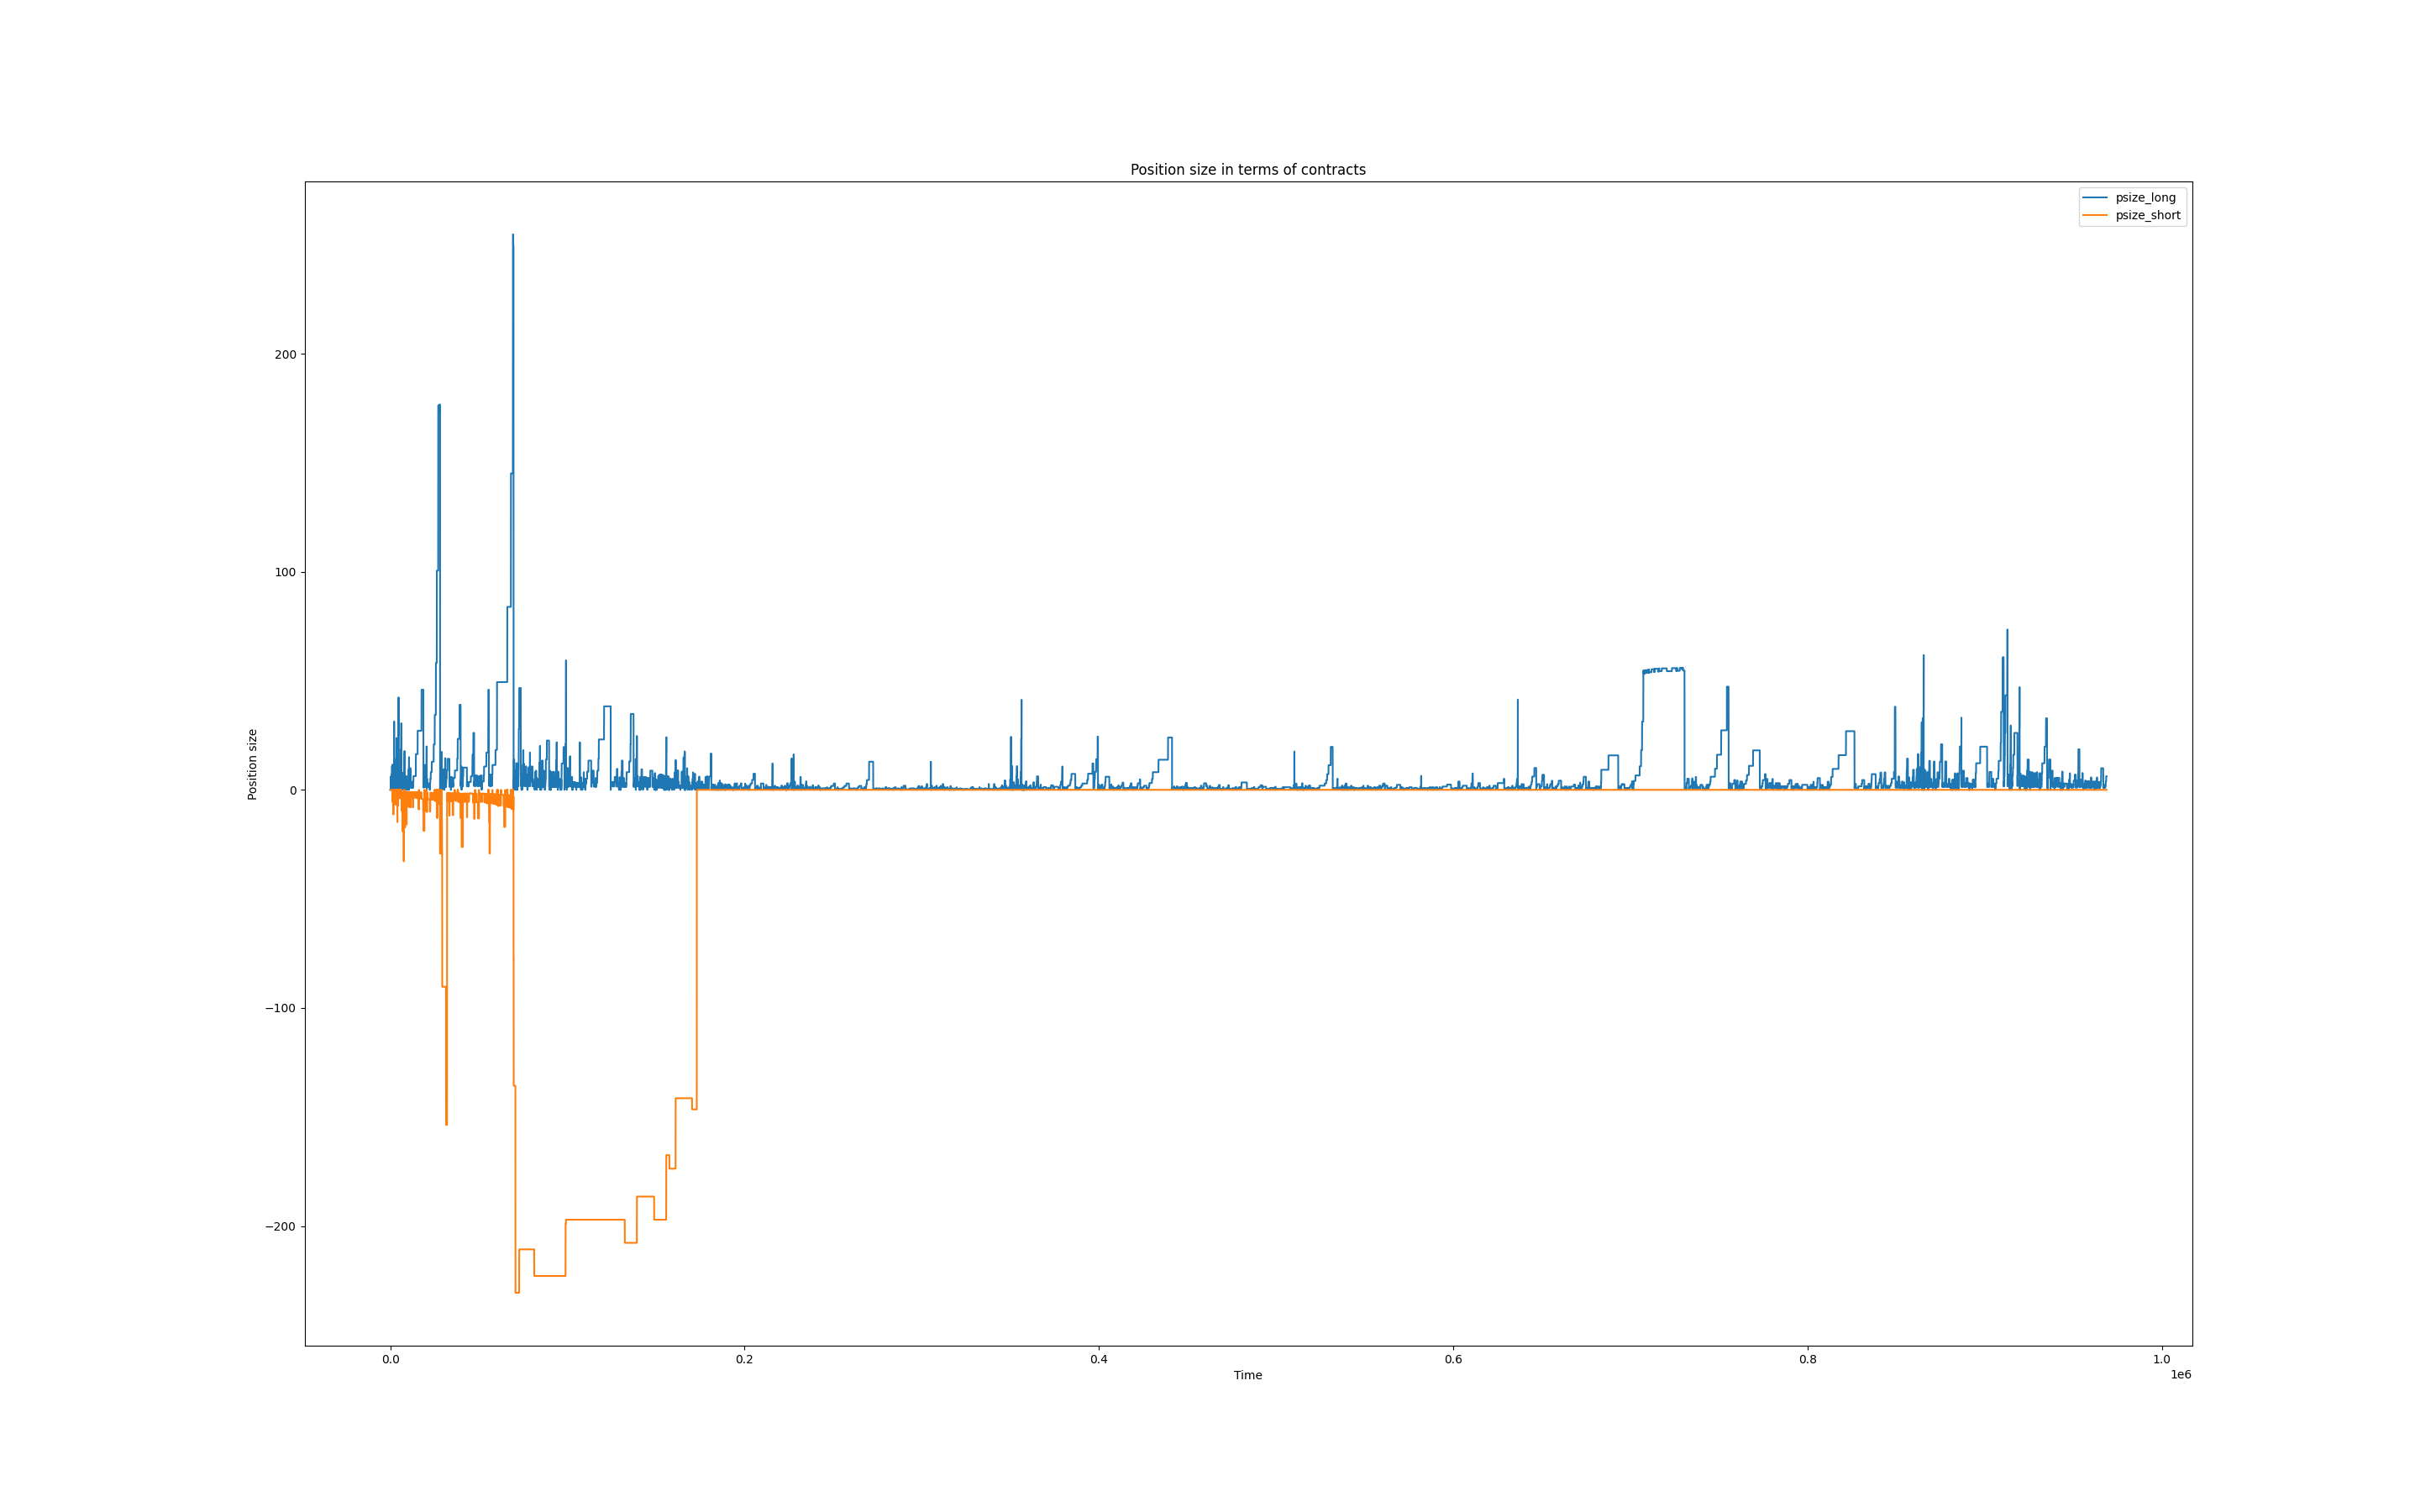 Position size in terms of contracts
psize_long
psize_short
Position size
200
100
0
−100
−200
0.0
0.2
0.4
0.6
0.8
1.0
1e6
Time